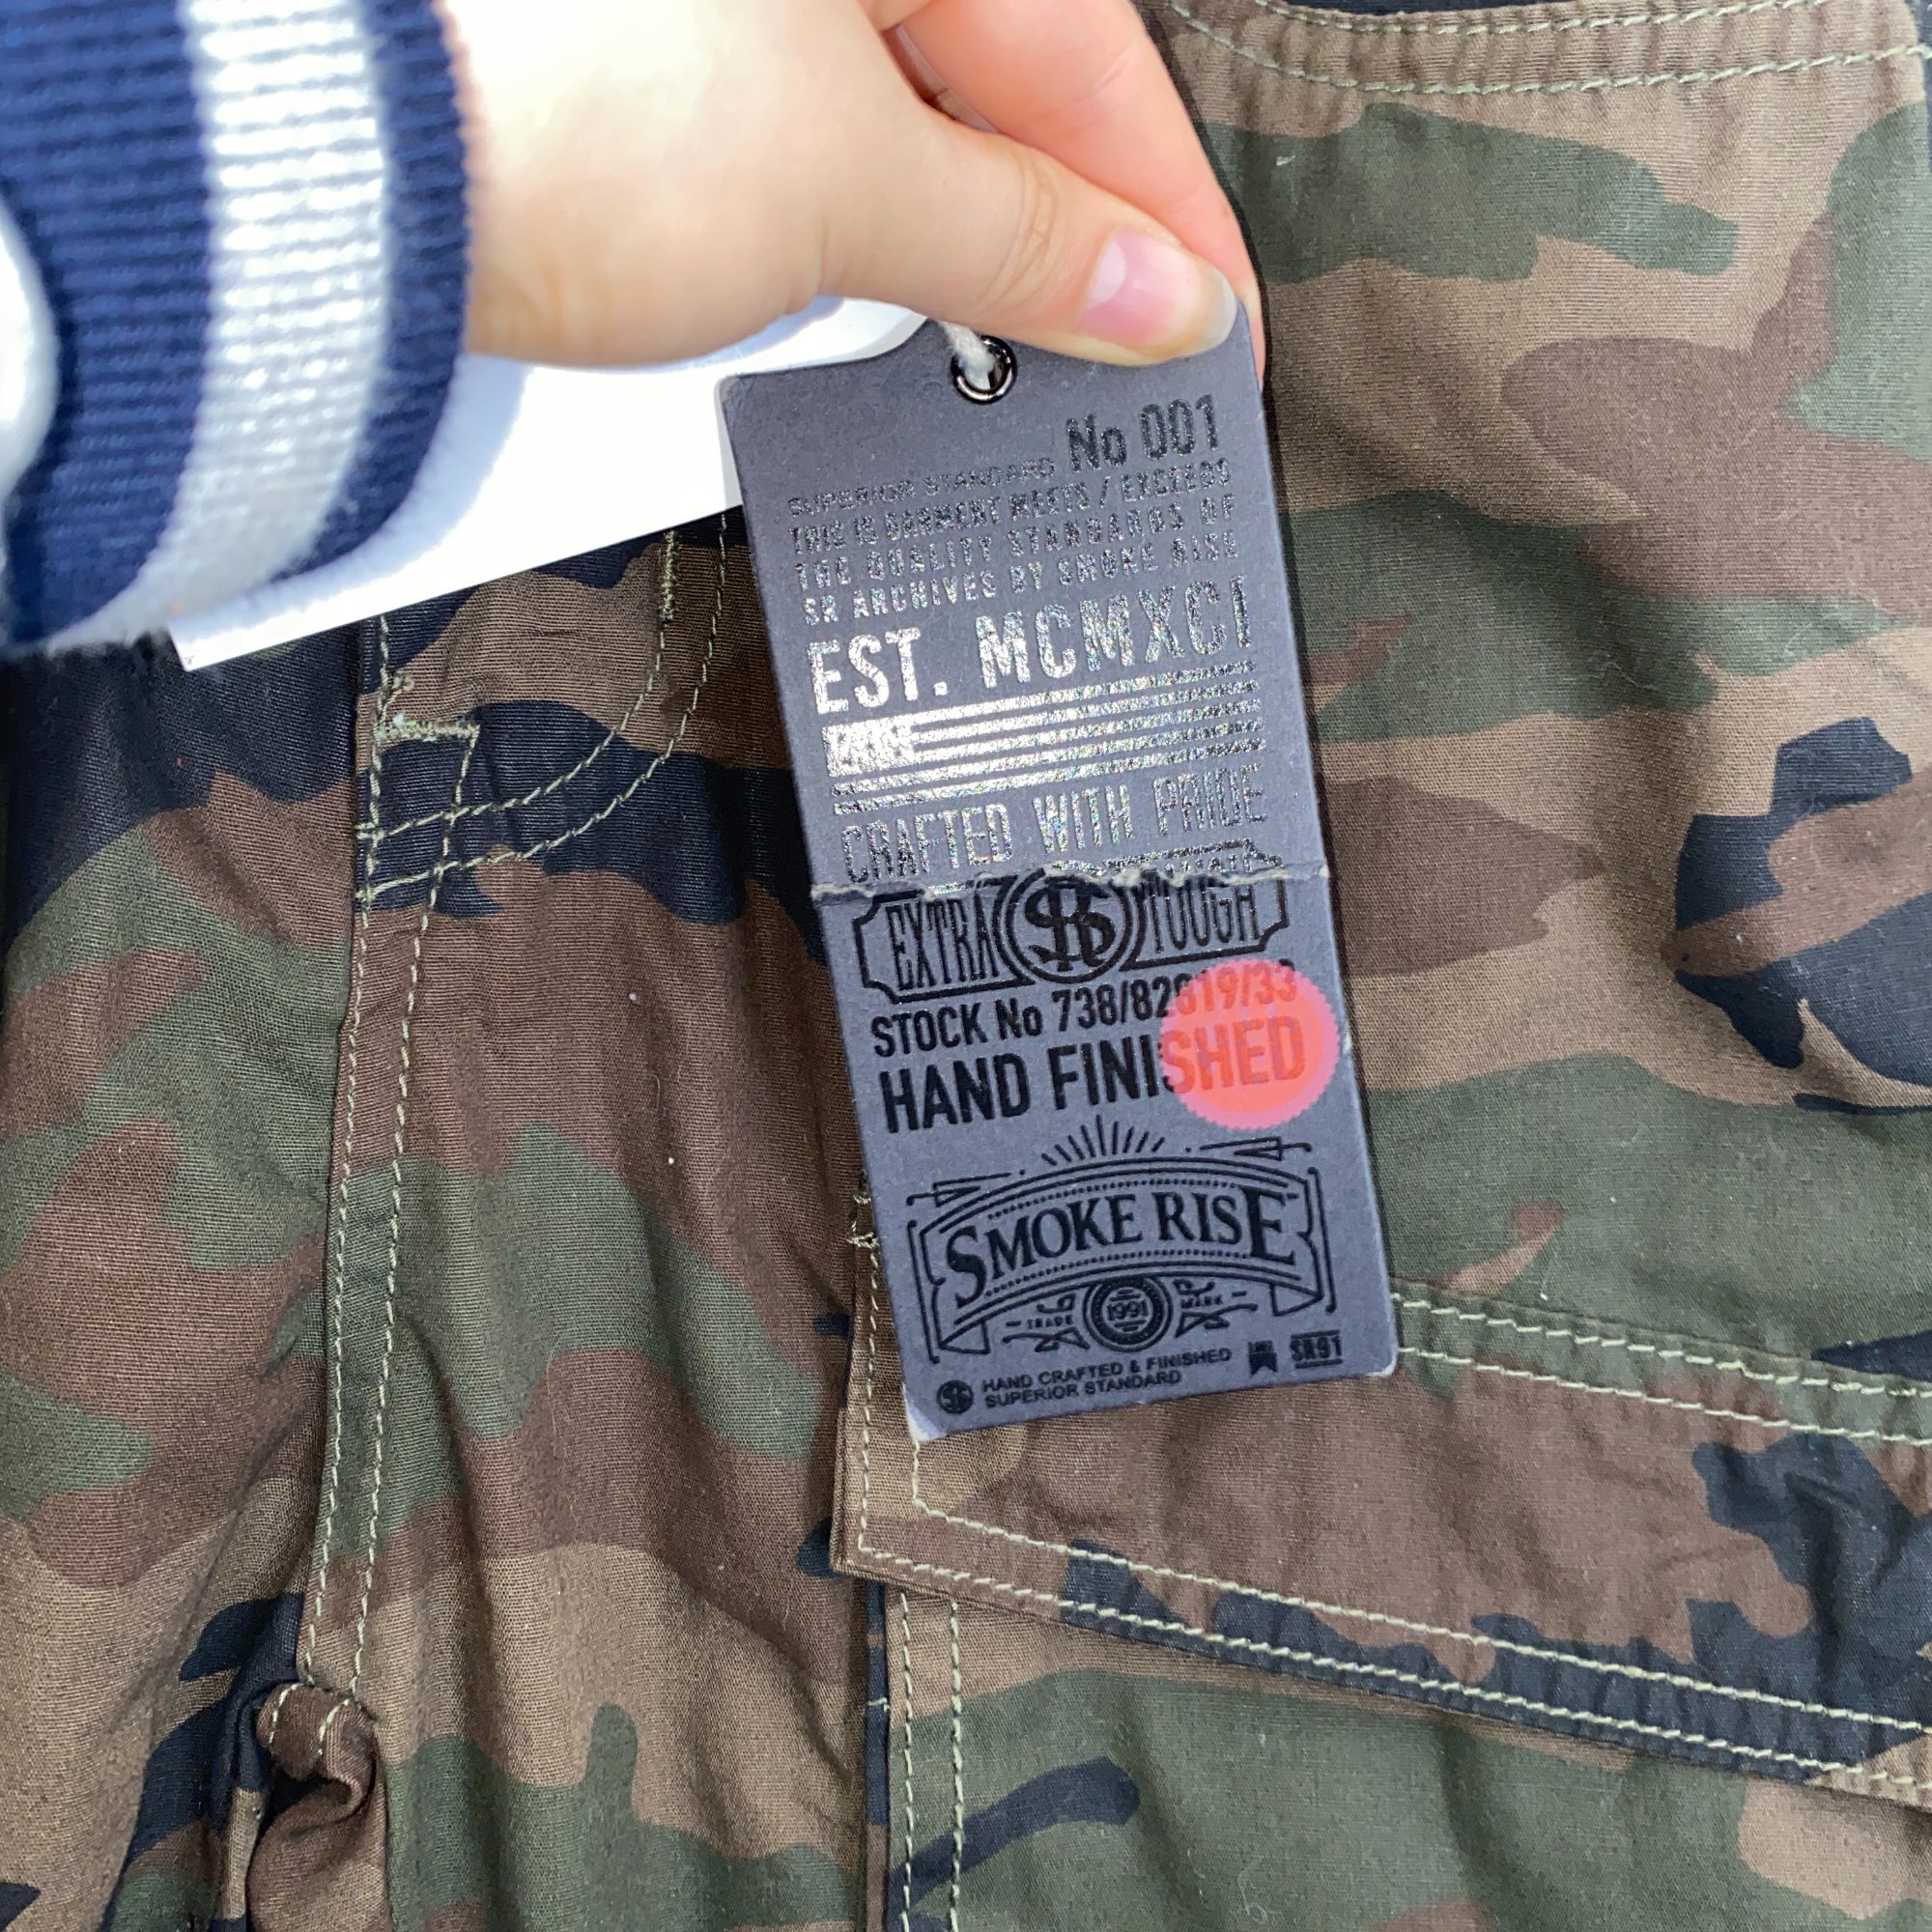 No 001
SUPERIOR STANDARD
THIS IS GARMENT MEETS / EXCEEDS
THE QUALITY STANDARDS OF
SR ARCHIVES BY SMOKE RISE
EST. MCMXCI
CRAFTED WITH PRIDE
EXTRA SR TOUGH
STOCK No 738/82819/33
HAND FINISHED
SMOKE RISE
TRADE 1991 MARK
HAND CRAFTED & FINISHED
SUPERIOR STANDARD
SR91